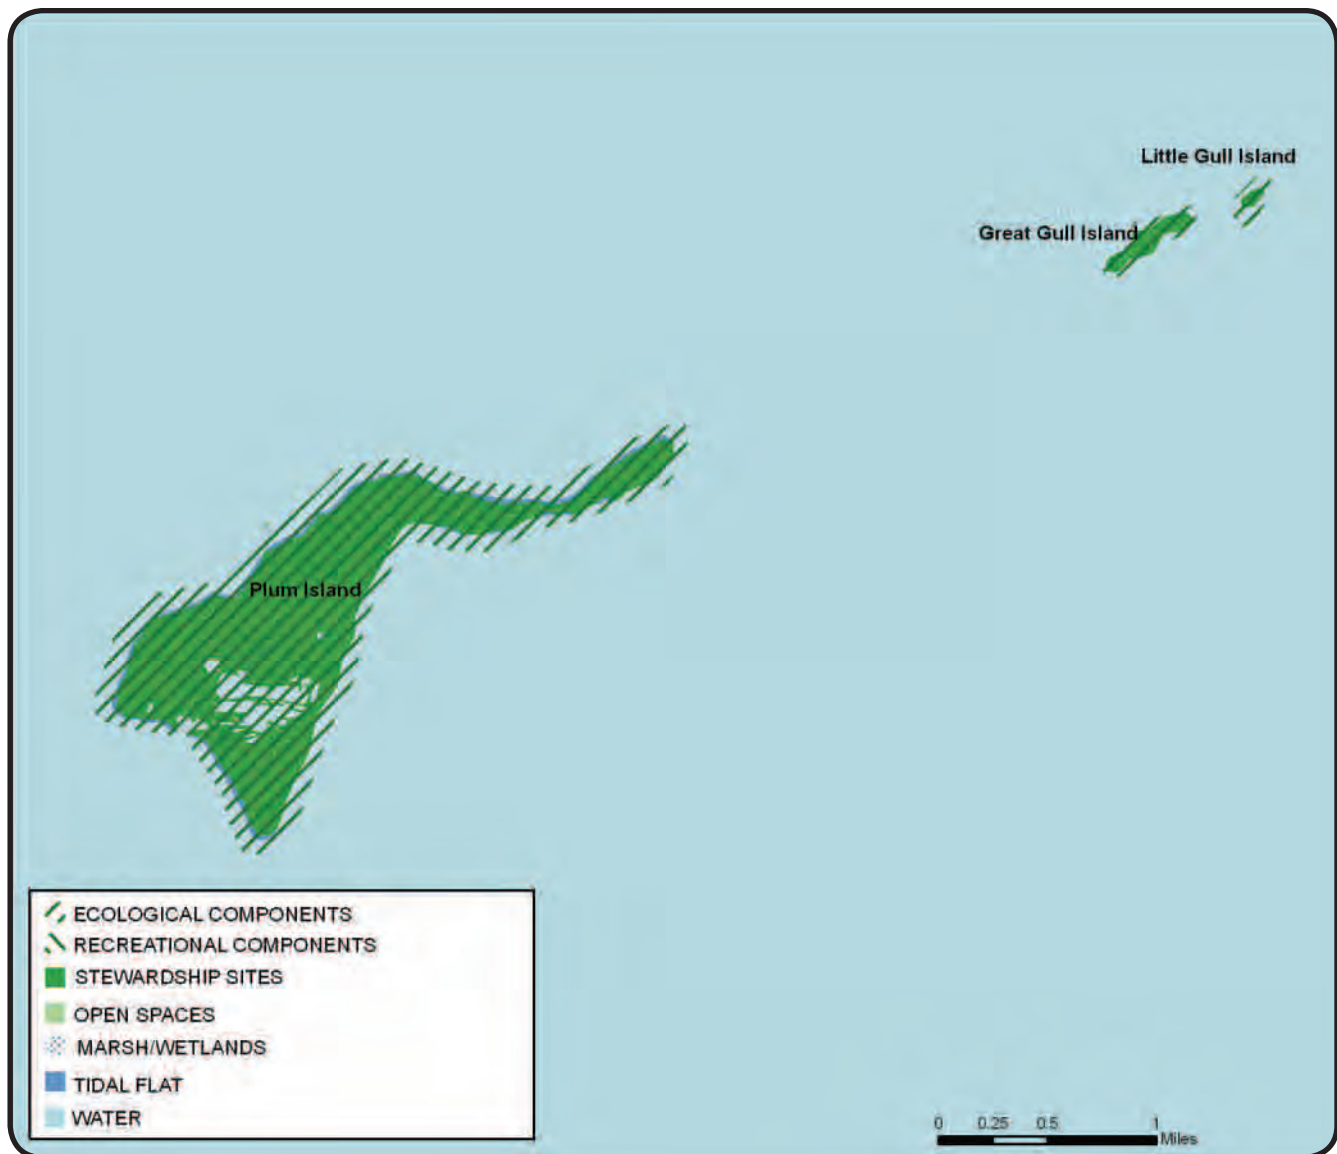 Little Gull Island
Great Gull Island
Plum Island
ECOLOGICAL COMPONENTS
RECREATIONAL COMPONENTS
STEWARDSHIP SITES
OPEN SPACES
MARSH/WETLANDS
TIDAL FLAT
WATER
0 0.25 0.5 1
Miles